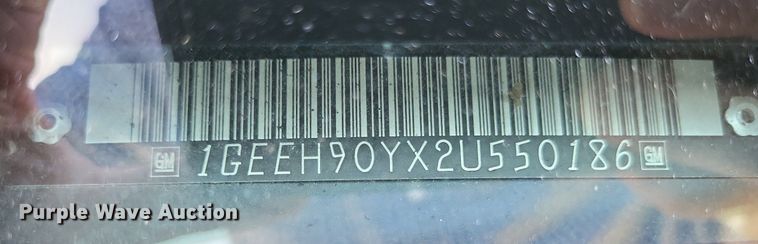 GM 1GEEH90YX2U550186 GM
Purple Wave Auction